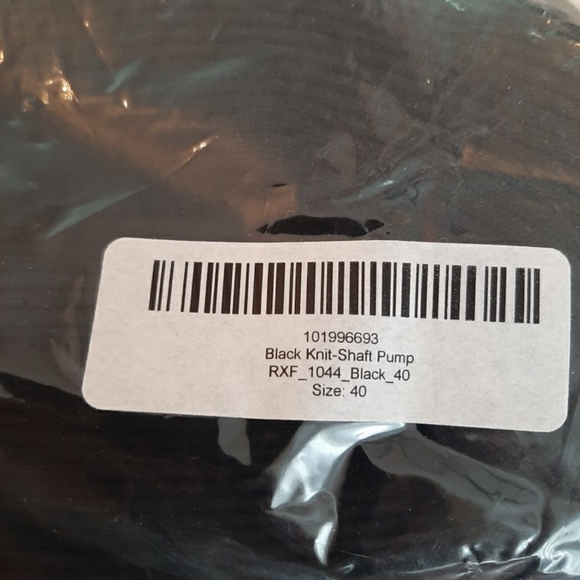 101996693
Black Knit-Shaft Pump
RXF_1044_Black_40
Size: 40